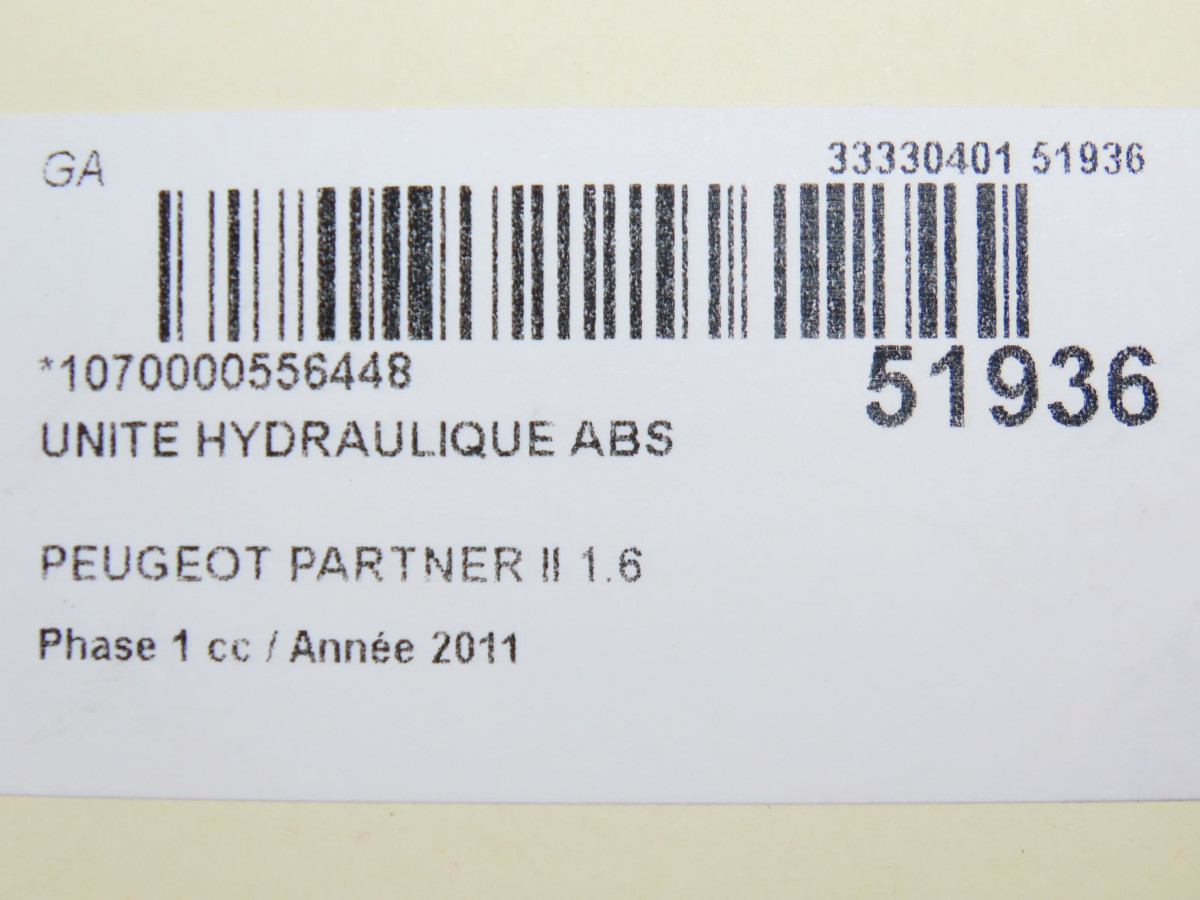 GA
33330401 51936
*1070000556448
51936
UNITE HYDRAULIQUE ABS
PEUGEOT PARTNER II 1.6
Phase 1 cc / Année 2011